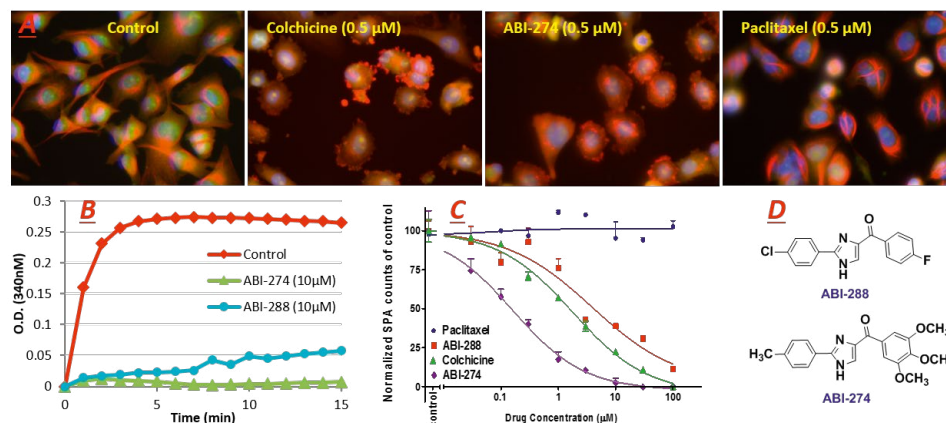 A
Control
Colchicine (0.5 µM)
ABI-274 (0.5 µM)
Paclitaxel (0.5 µM)
B
0.3
0.25
0.2
0.15
0.1
0.05
0
O.D. (340nM)
Control
ABI-274 (10µM)
ABI-288 (10µM)
0 5 10 15
Time (min)
C
100
75
50
25
0
Normalized SPA counts of control
Paclitaxel
ABI-288
Colchicine
ABI-274
Control
0.1 1 10 100
Drug Concentration (µM)
D
O
N
Cl
N
H
F
ABI-288
O
OCH3
N
H3C
OCH3
N
H
OCH3
ABI-274